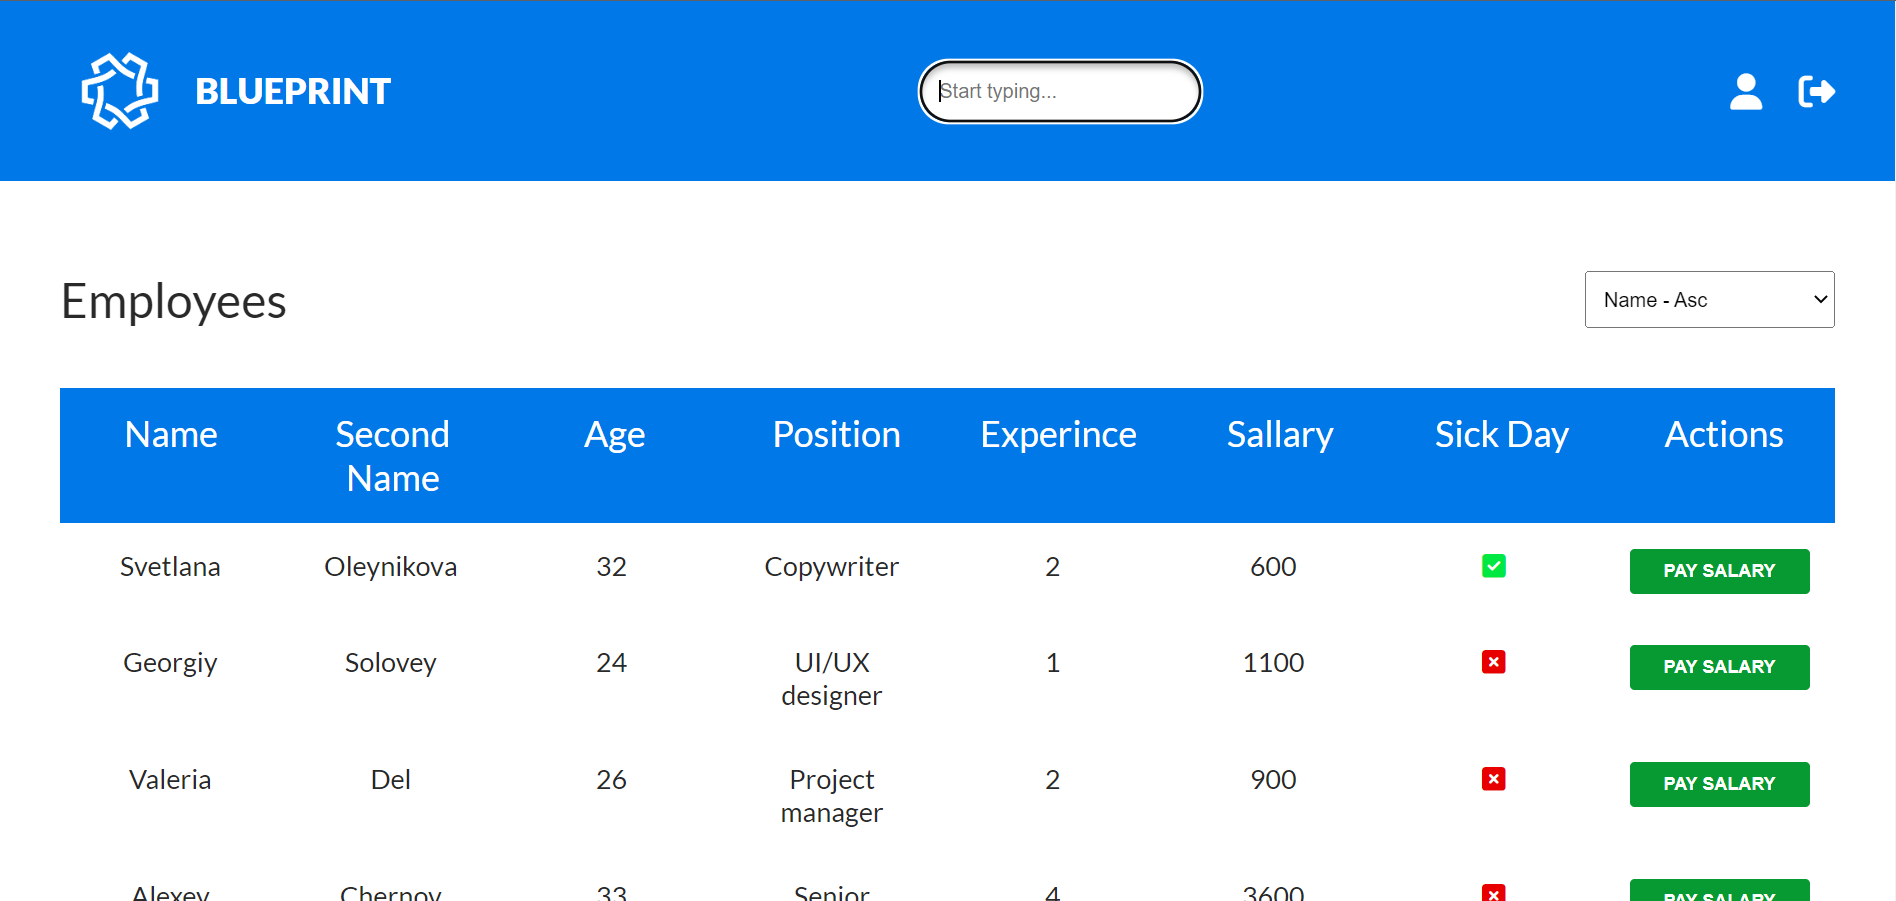 BLUEPRINT
Start typing...
Employees
Name - Asc
Name Second Name Age Position Experince Sallary Sick Day Actions
Svetlana Oleynikova 32 Copywriter 2 600 PAY SALARY
Georgiy Solovey 24 UI/UX designer 1 1100 PAY SALARY
Valeria Del 26 Project manager 2 900 PAY SALARY
Alexey Chernov 33 Senior 4 3600 PAY SALARY